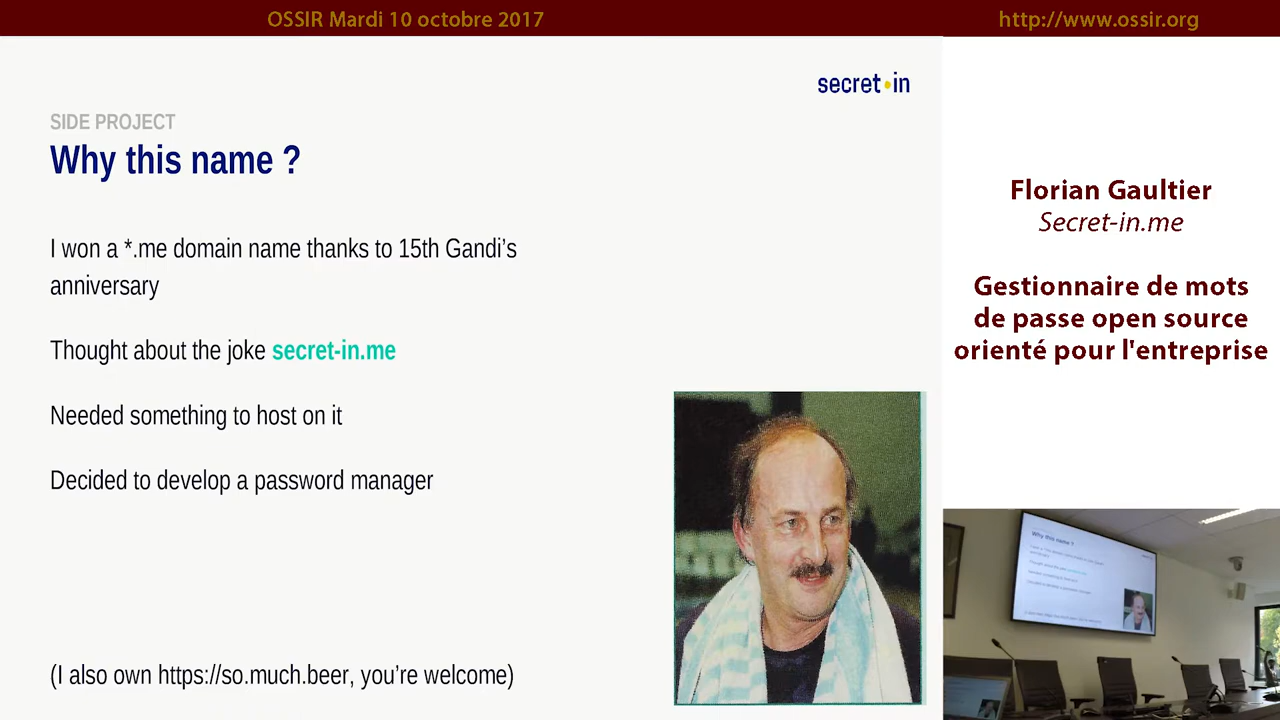 OSSIR Mardi 10 octobre 2017
http://www.ossir.org
secret•in
SIDE PROJECT
Why this name ?
I won a *.me domain name thanks to 15th Gandi’s
anniversary
Thought about the joke secret-in.me
Needed something to host on it
Decided to develop a password manager
(I also own https://so.much.beer, you’re welcome)
Florian Gaultier
Secret-in.me
Gestionnaire de mots
de passe open source
orienté pour l'entreprise
Why this name ?